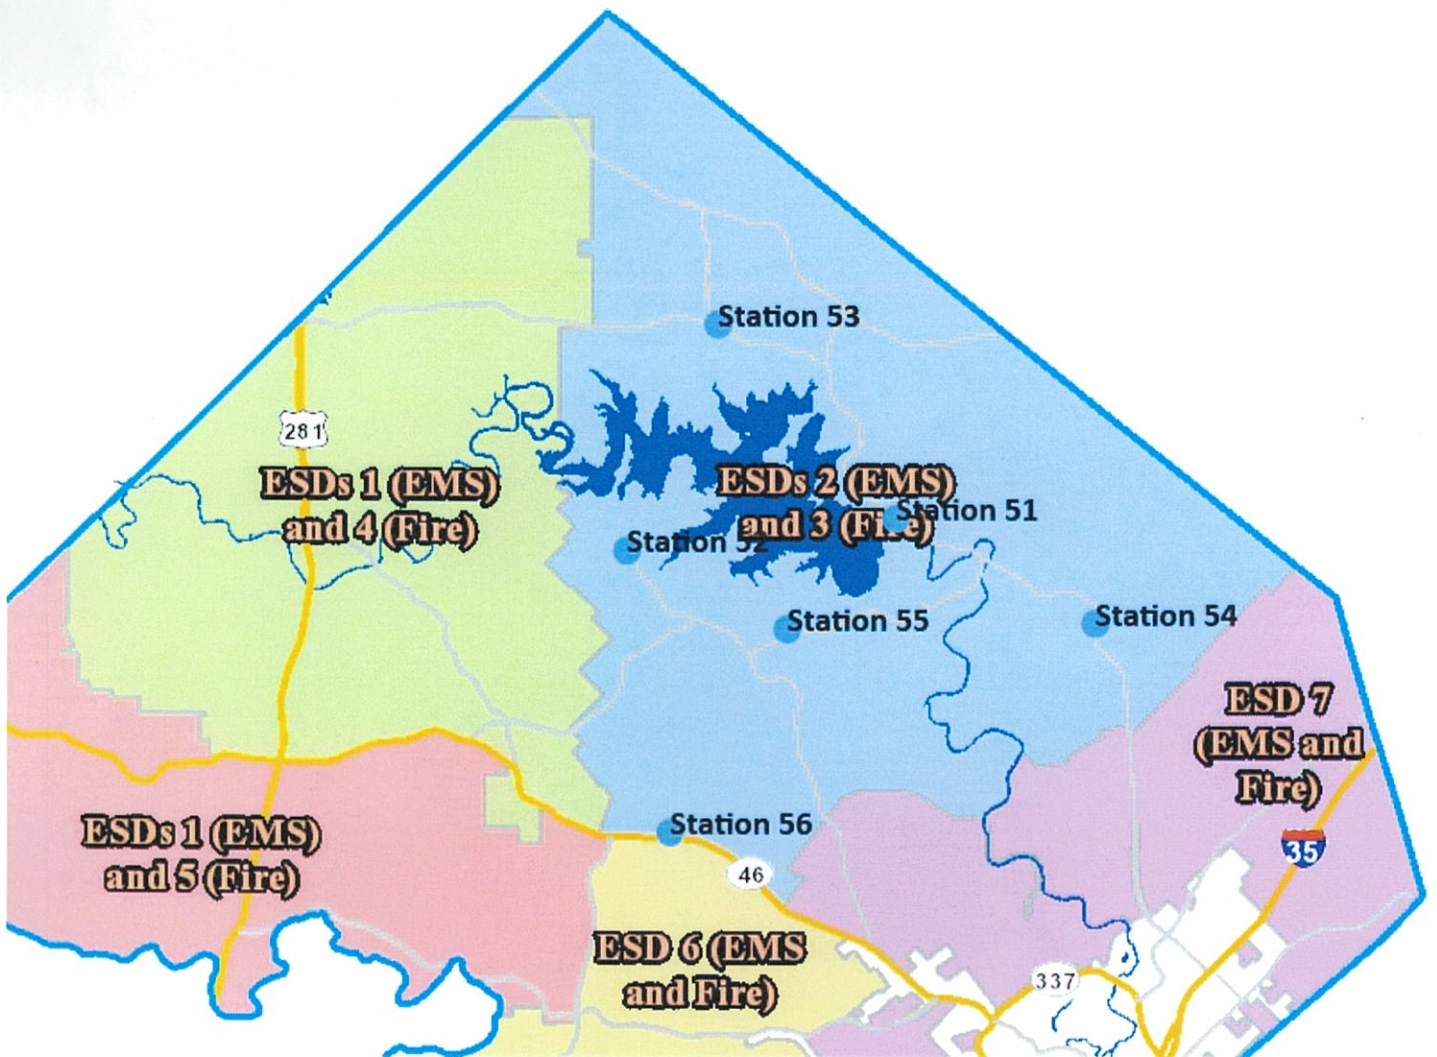 Station 53
281
ESDs 1 (EMS)
and 4 (Fire)
ESDs 2 (EMS)
and 3 (Fire)
Station 51
Station 52
Station 55
Station 54
ESD 7
(EMS and
Fire)
ESDs 1 (EMS)
and 5 (Fire)
Station 56
46
35
ESD 6 (EMS
and Fire)
337